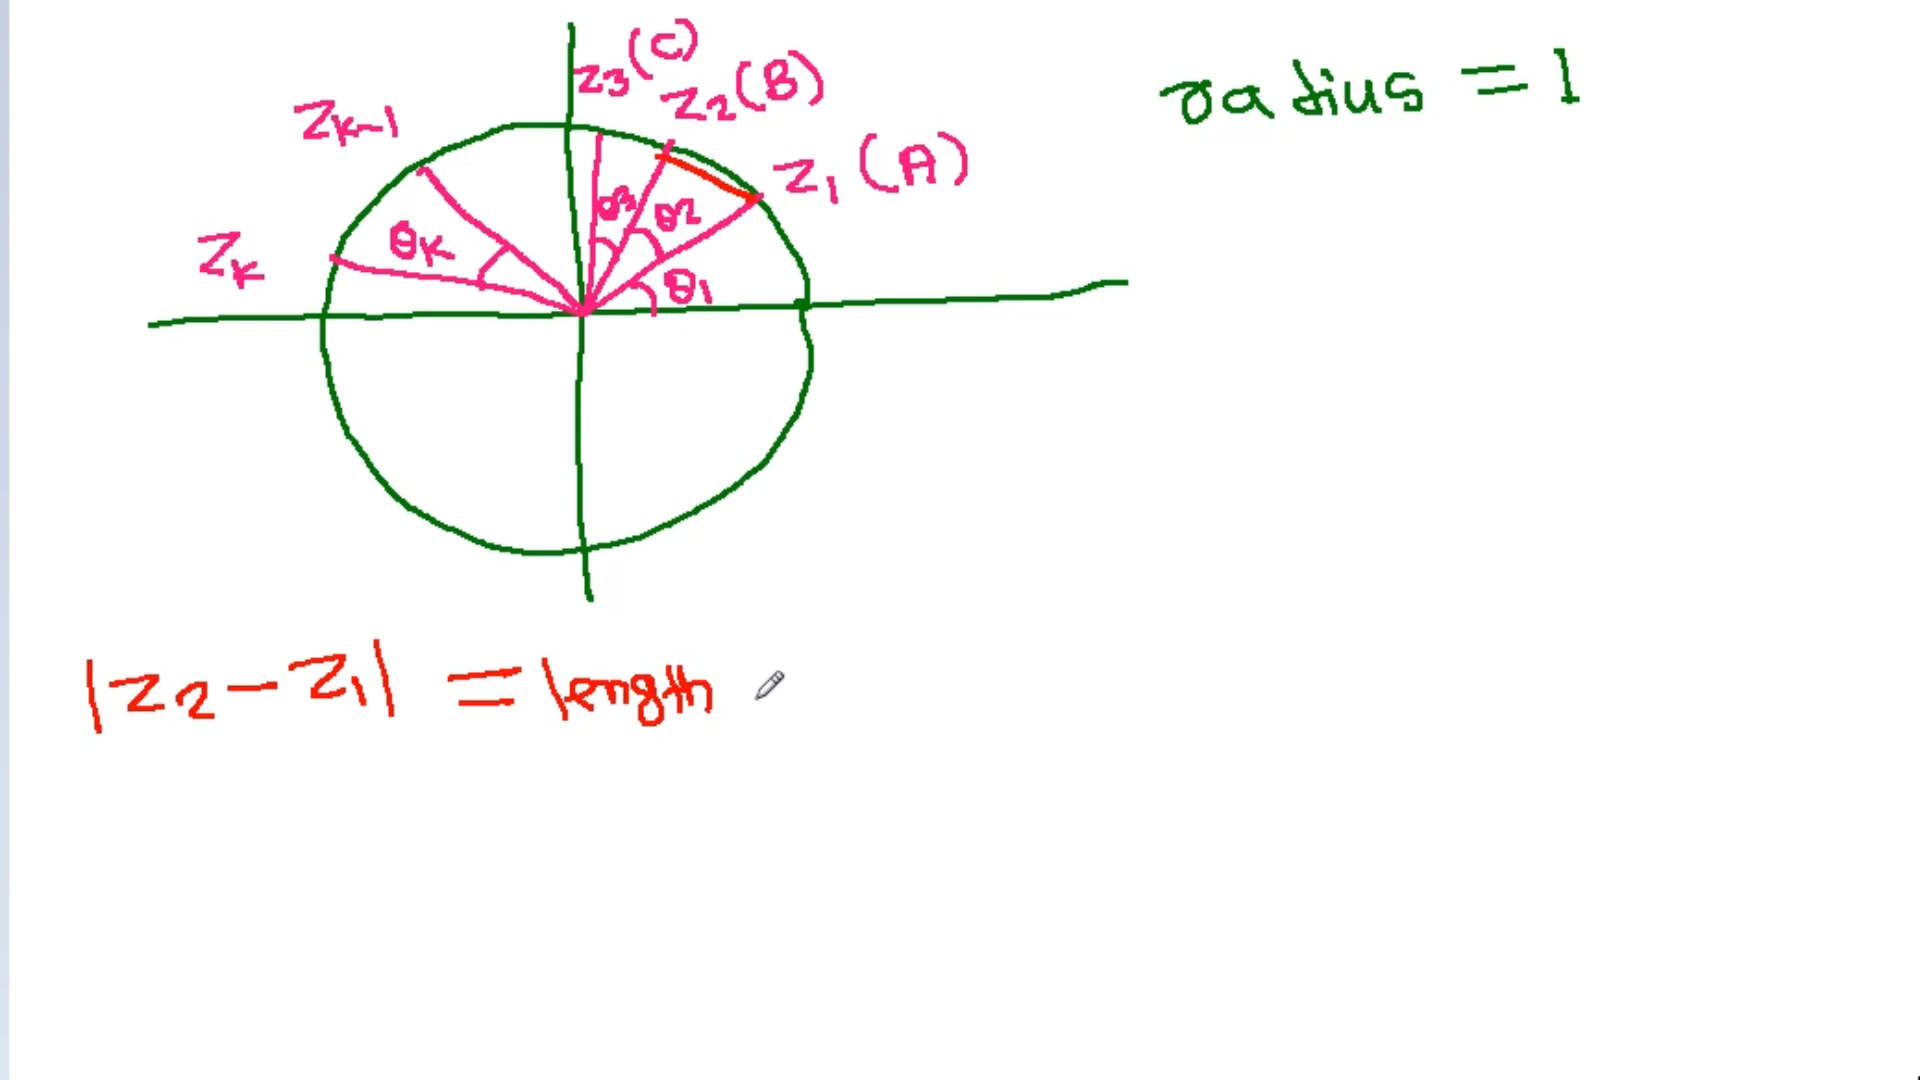 z3 (C)
z2 (B)
radius = 1
zk-1
z1 (A)
θ3
θ2
θk
zk
θ1
|z2 - z1| = length